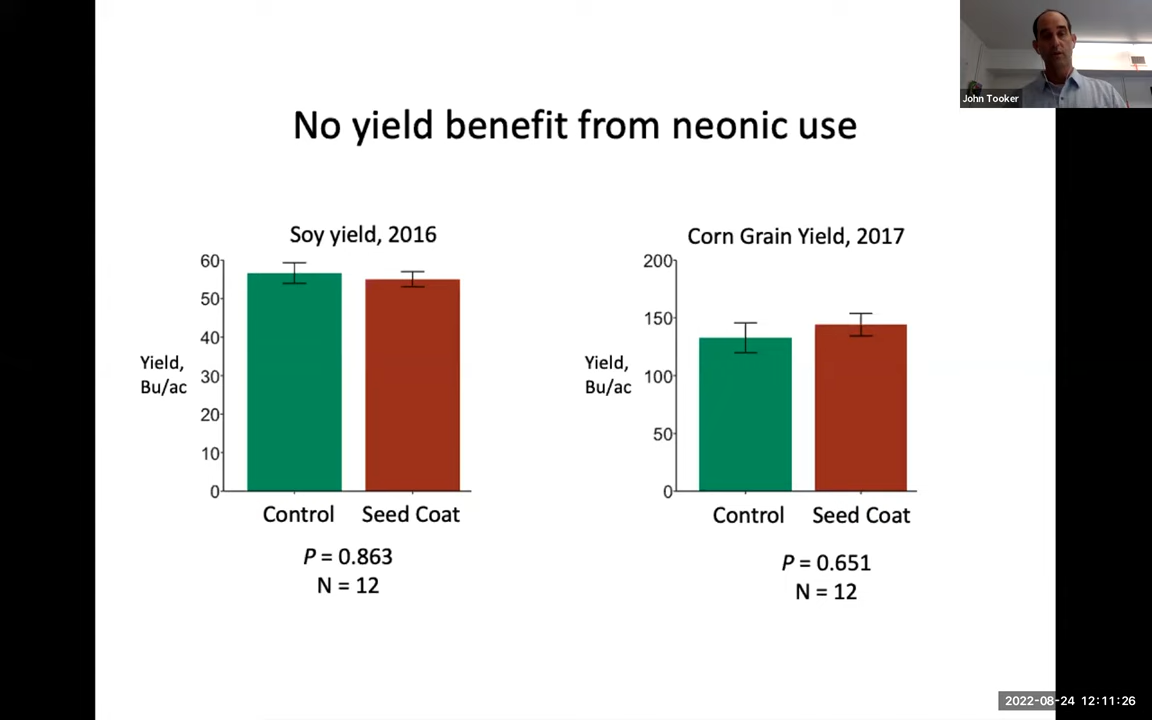 John Tooker
No yield benefit from neonic use
Soy yield, 2016
60
50
40
30
20
10
0
Yield,
Bu/ac
Control Seed Coat
P = 0.863
N = 12
Corn Grain Yield, 2017
200
150
100
50
0
Yield,
Bu/ac
Control Seed Coat
P = 0.651
N = 12
2022-08-24 12:11:26